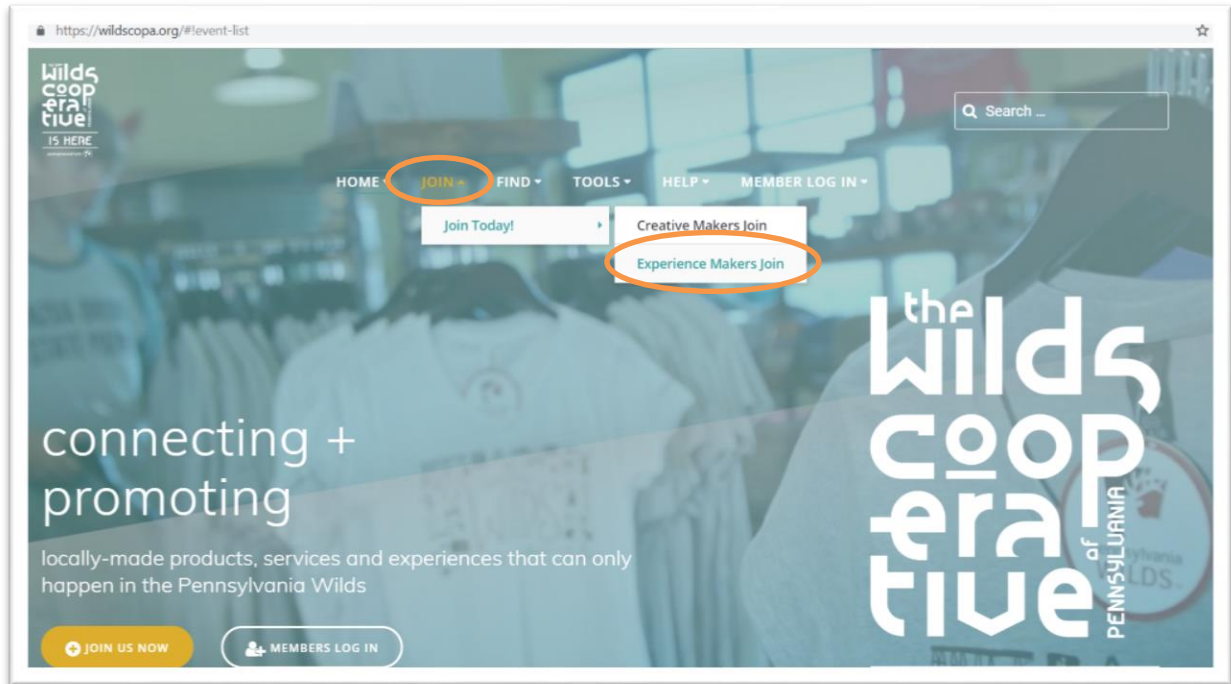 https://wildscopa.org/#!event-list
Wilds
coop
era
tive
IS HERE
Search ...
HOME JOIN FIND TOOLS HELP MEMBER LOG IN
Join Today! Creative Makers Join
Experience Makers Join
the
Wilds
coop
era
tive
of
PENNSYLVANIA
connecting +
promoting
locally-made products, services and experiences that can only
happen in the Pennsylvania Wilds
JOIN US NOW MEMBERS LOG IN